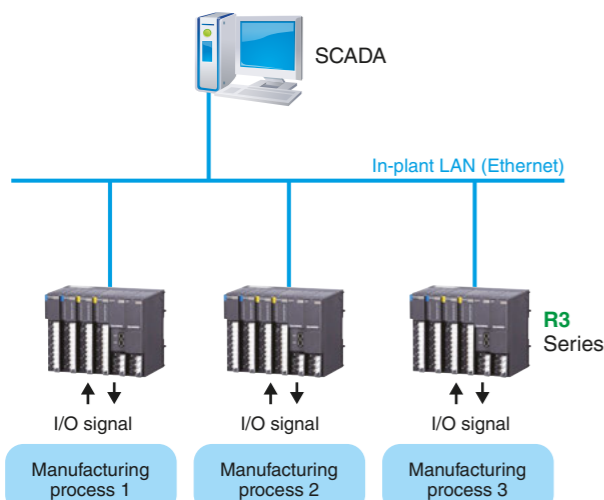 SCADA
In-plant LAN (Ethernet)
R3
Series
I/O signal
I/O signal
I/O signal
Manufacturing
process 1
Manufacturing
process 2
Manufacturing
process 3